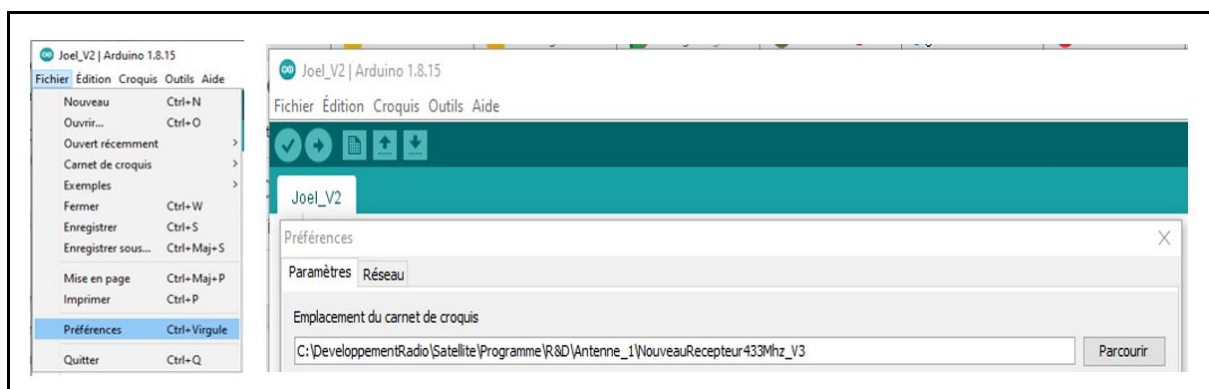 Joel_V2 | Arduino 1.8.15
Fichier Édition Croquis Outils Aide
Nouveau Ctrl+N
Ouvrir... Ctrl+O
Ouvert récemment >
Carnet de croquis >
Exemples >
Fermer Ctrl+W
Enregistrer Ctrl+S
Enregistrer sous... Ctrl+Maj+S
Mise en page Ctrl+Maj+P
Imprimer Ctrl+P
Préférences Ctrl+Virgule
Quitter Ctrl+Q
Joel_V2 | Arduino 1.8.15
Fichier Édition Croquis Outils Aide
Joel_V2
Préférences
Paramètres Réseau
Emplacement du carnet de croquis
C:\DeveloppementRadio\Satellite\Programme\R&D\Antenne_1\NouveauRecepteur433Mhz_V3 Parcourir